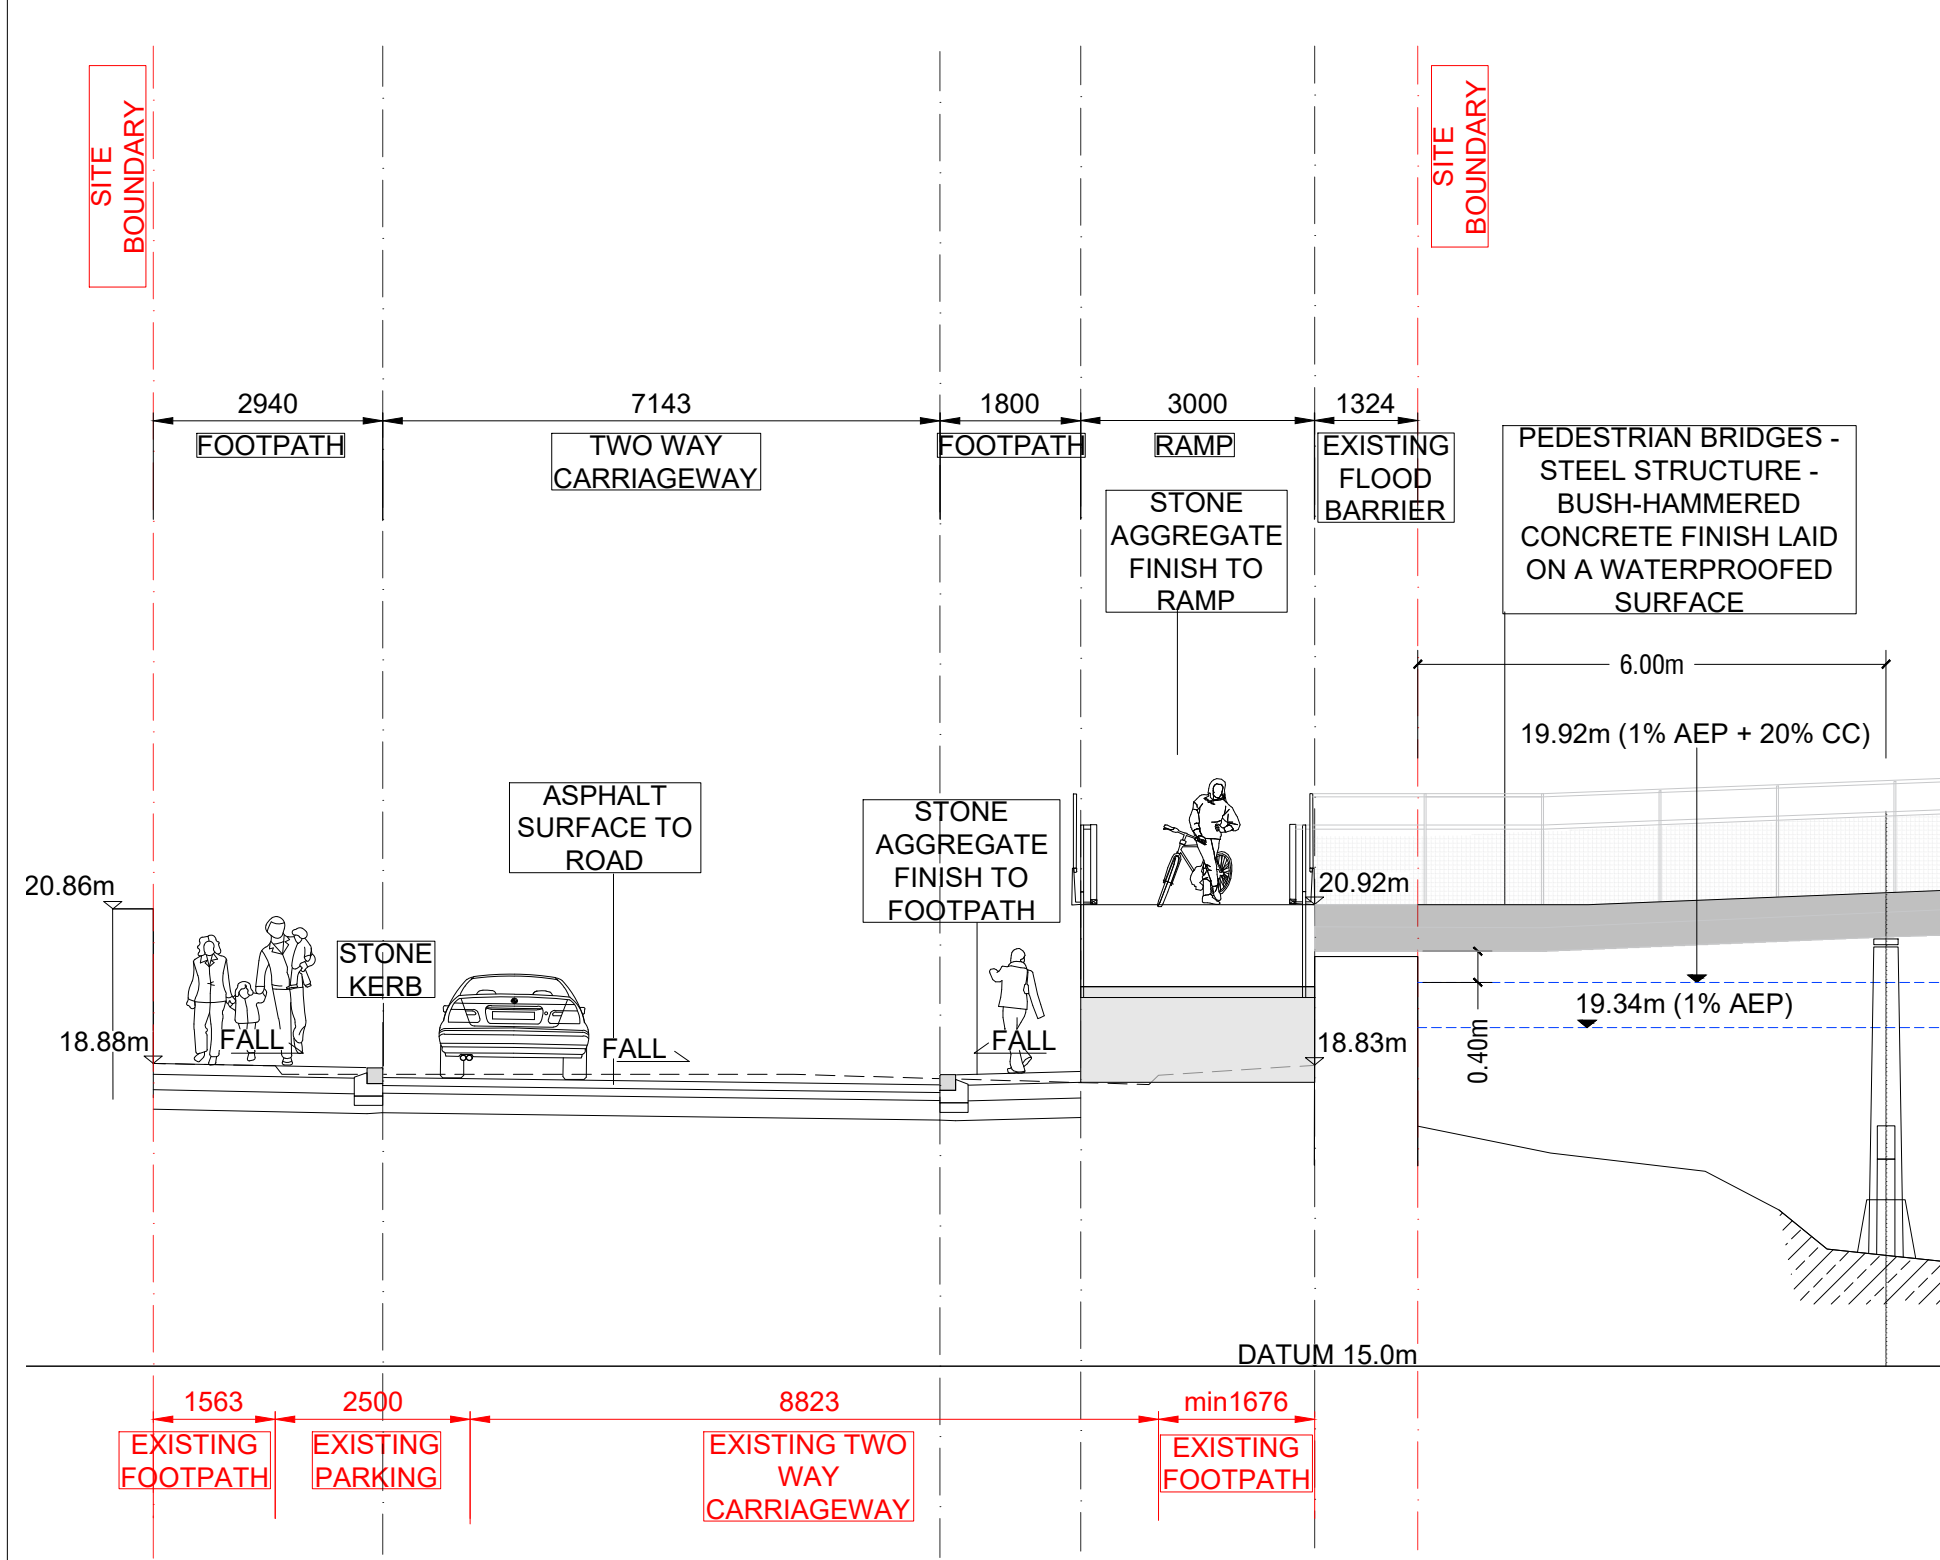 SITE
BOUNDARY
SITE
BOUNDARY
2940
7143
1800
3000
1324
FOOTPATH
TWO WAY
CARRIAGEWAY
FOOTPATH
RAMP
EXISTING
FLOOD
BARRIER
PEDESTRIAN BRIDGES -
STEEL STRUCTURE -
BUSH-HAMMERED
CONCRETE FINISH LAID
ON A WATERPROOFED
SURFACE
STONE
AGGREGATE
FINISH TO
RAMP
6.00m
19.92m (1% AEP + 20% CC)
ASPHALT
SURFACE TO
ROAD
STONE
AGGREGATE
FINISH TO
FOOTPATH
20.86m
20.92m
STONE
KERB
19.34m (1% AEP)
18.88m
FALL
FALL
FALL
18.83m
0.40m
DATUM 15.0m
1563
2500
8823
min1676
EXISTING
FOOTPATH
EXISTING
PARKING
EXISTING TWO
WAY
CARRIAGEWAY
EXISTING
FOOTPATH